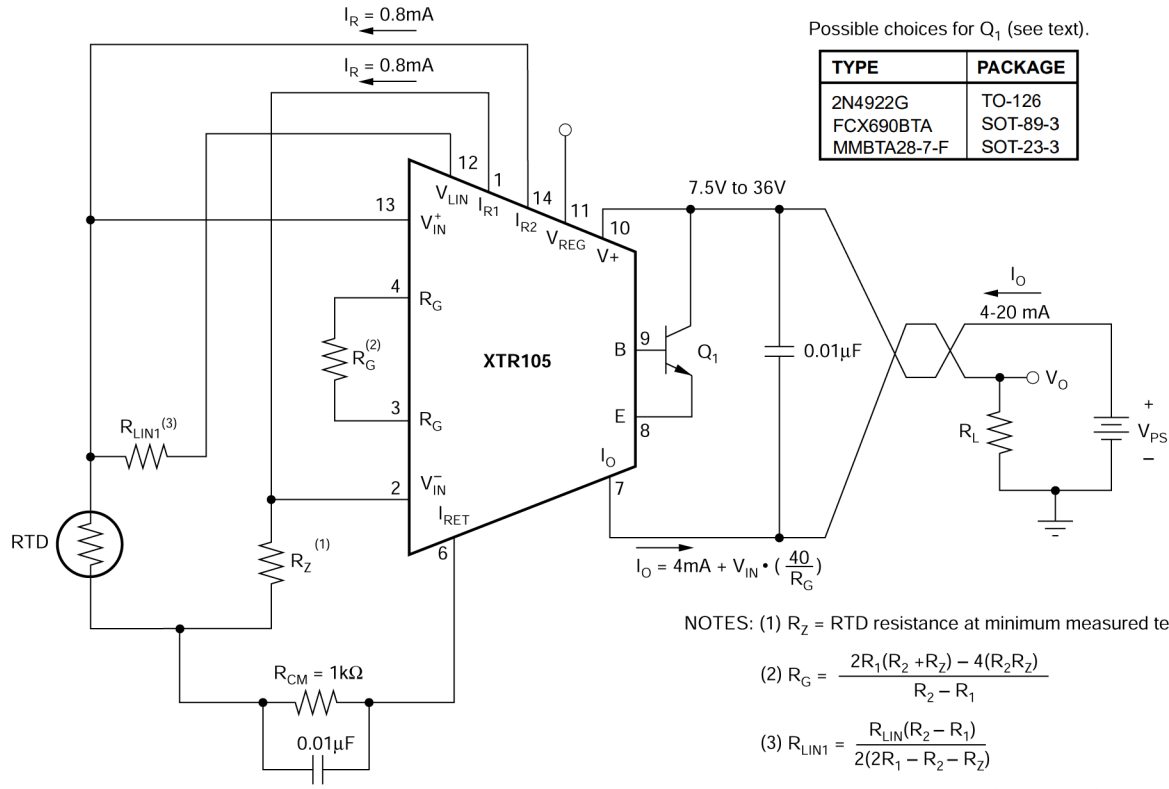 I_R = 0.8mA
I_R = 0.8mA
Possible choices for Q_1 (see text).
TYPE PACKAGE
2N4922G TO-126
FCX690BTA SOT-89-3
MMBTA28-7-F SOT-23-3
12
1
14
11
10
13
V_LIN
I_R1
I_R2
V_REG
V+
V_IN^+
7.5V to 36V
I_O
4-20 mA
4
R_G
R_G^(2)
XTR105
B
9
Q_1
0.01μF
V_O
3
R_G
E
8
R_LIN1^(3)
R_L
+
V_PS
−
I_O
7
2
V_IN^−
I_RET
6
RTD
R_Z^(1)
I_O = 4mA + V_IN • (40/R_G)
R_CM = 1kΩ
0.01μF
NOTES: (1) R_Z = RTD resistance at minimum measured te
(2) R_G = 2R_1(R_2 +R_Z) – 4(R_2R_Z) / R_2 – R_1
(3) R_LIN1 = R_LIN(R_2 – R_1) / 2(2R_1 – R_2 – R_Z)